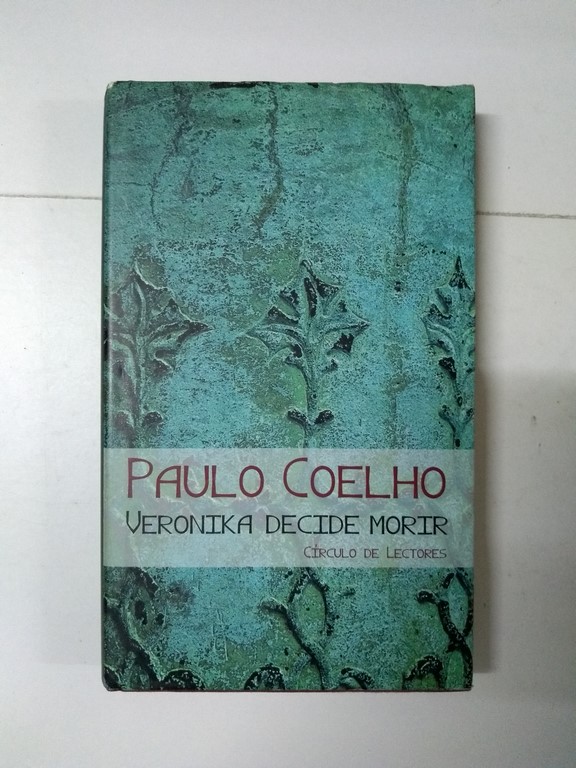 PAULO COELHO
VERONIKA DECIDE MORIR
CÍRCULO DE LECTORES